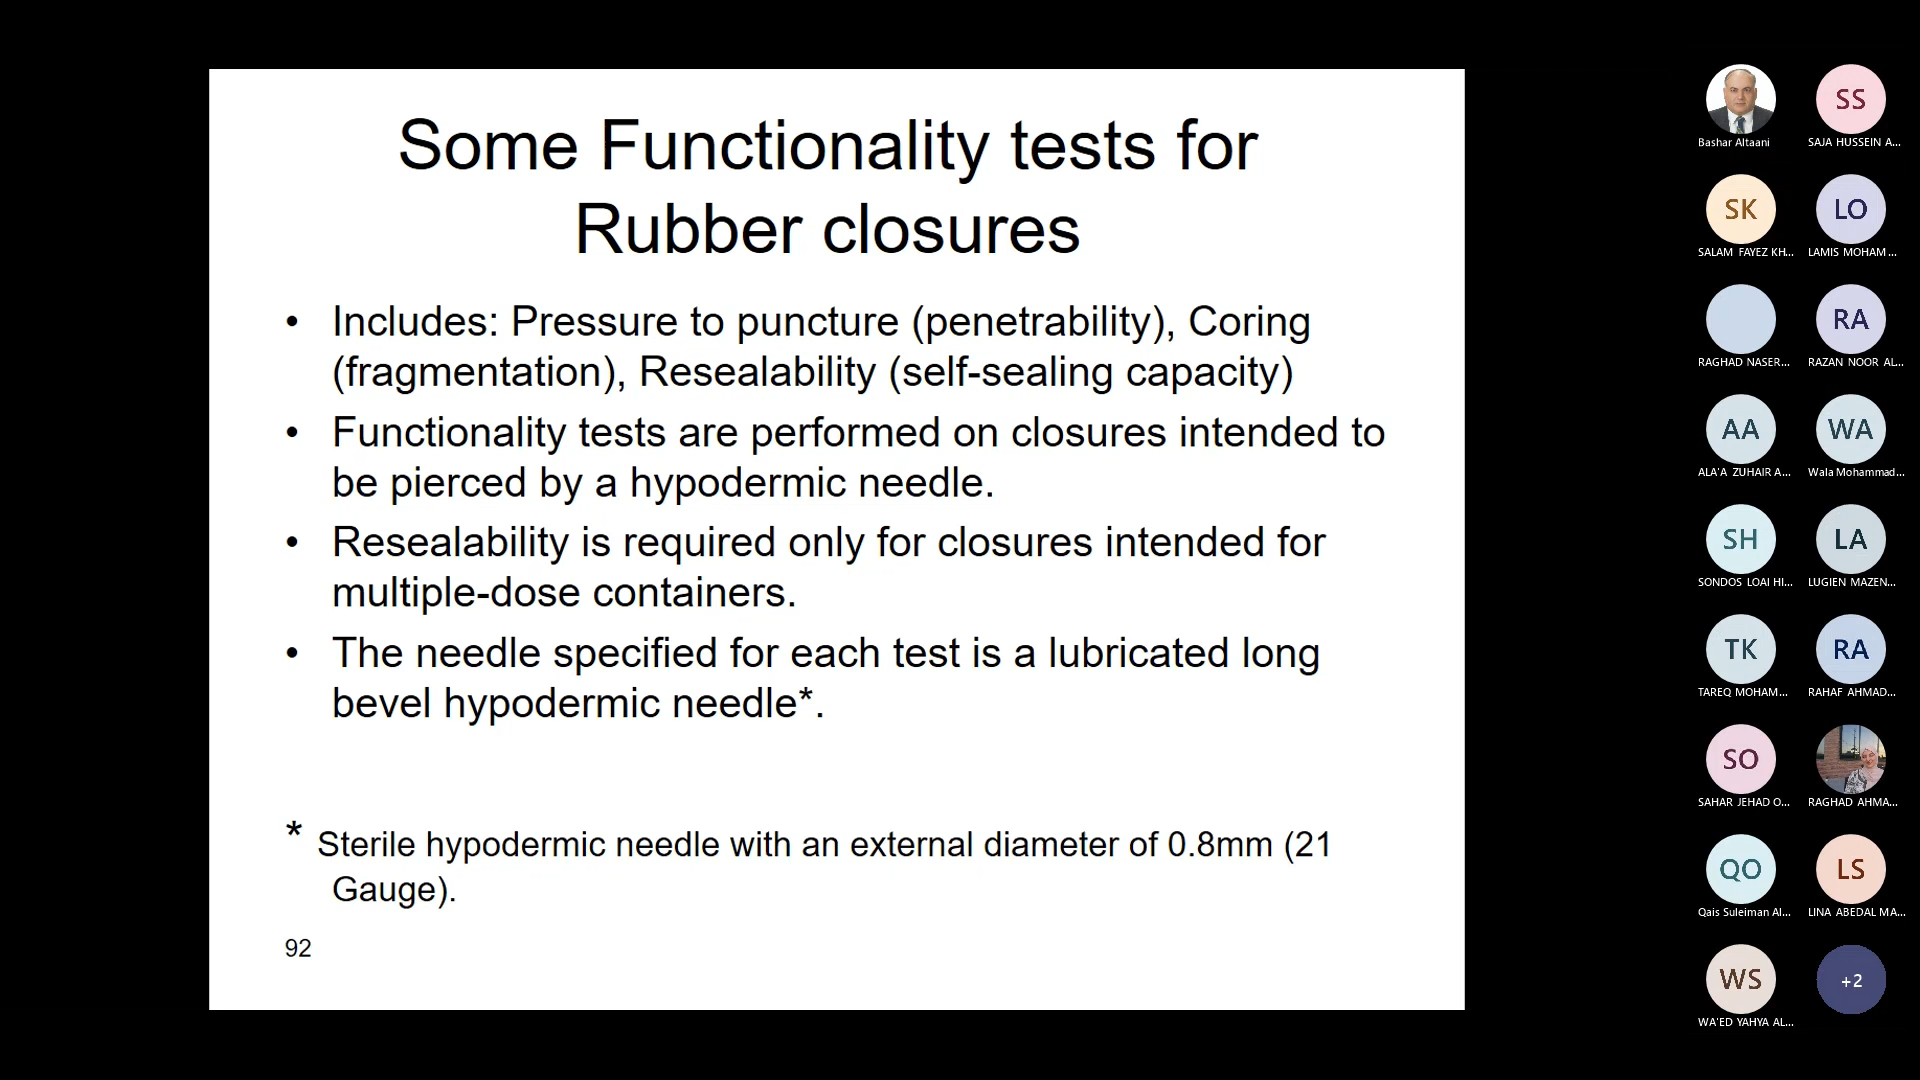 Some Functionality tests for
Rubber closures
• Includes: Pressure to puncture (penetrability), Coring
(fragmentation), Resealability (self-sealing capacity)
• Functionality tests are performed on closures intended to
be pierced by a hypodermic needle.
• Resealability is required only for closures intended for
multiple-dose containers.
• The needle specified for each test is a lubricated long
bevel hypodermic needle*.
* Sterile hypodermic needle with an external diameter of 0.8mm (21
Gauge).
92
Bashar Altaani
SS
SAJA HUSSEIN A...
SK
SALAM FAYEZ KH...
LO
LAMIS MOHAM...
RAGHAD NASER...
RA
RAZAN NOOR AL...
AA
ALA'A ZUHAIR A...
WA
Wala Mohammad...
SH
SONDOS LOAI HI...
LA
LUGIEN MAZEN...
TK
TAREQ MOHAM...
RA
RAHAF AHMAD...
SO
SAHAR JEHAD O...
RAGHAD AHMA...
QO
Qais Suleiman Al...
LS
LINA ABEDAL MA...
WS
WA'ED YAHYA AL...
+2